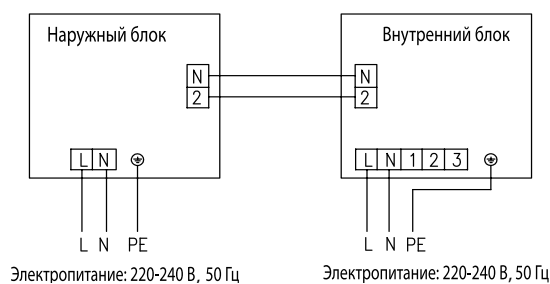 Наружный блок
Внутренний блок
N
2
N
2
L N
L N 1 2 3
L N PE
L N PE
Электропитание: 220-240 В, 50 Гц
Электропитание: 220-240 В, 50 Гц